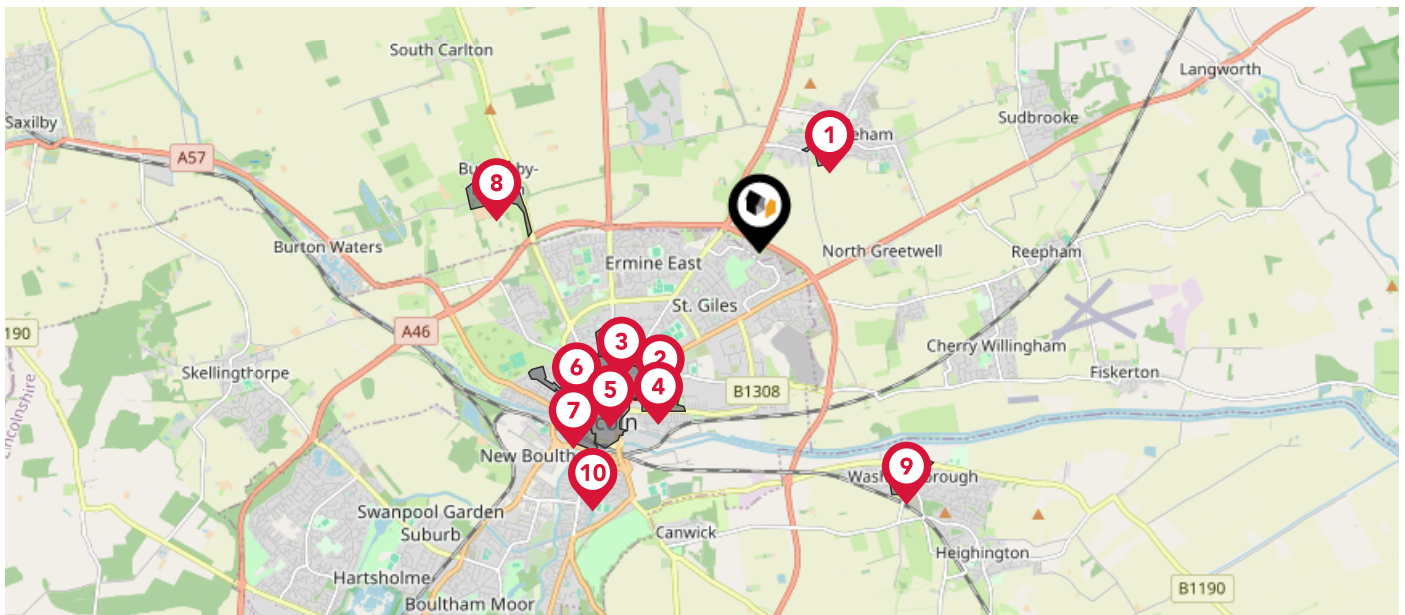 South Carlton
Langworth
Saxilby
Sudbrooke
1
eham
A57
8
Burton Waters
Ermine East
North Greetwell
Reepham
St. Giles
A46
190
3
2
Cherry Willingham
6
Skellingthorpe
Fiskerton
5
4
B1308
7
coln
New Boulth
9
10
Swanpool Garden
Suburb
Canwick
Heighington
Hartsholme
Boultham Moor
B1190